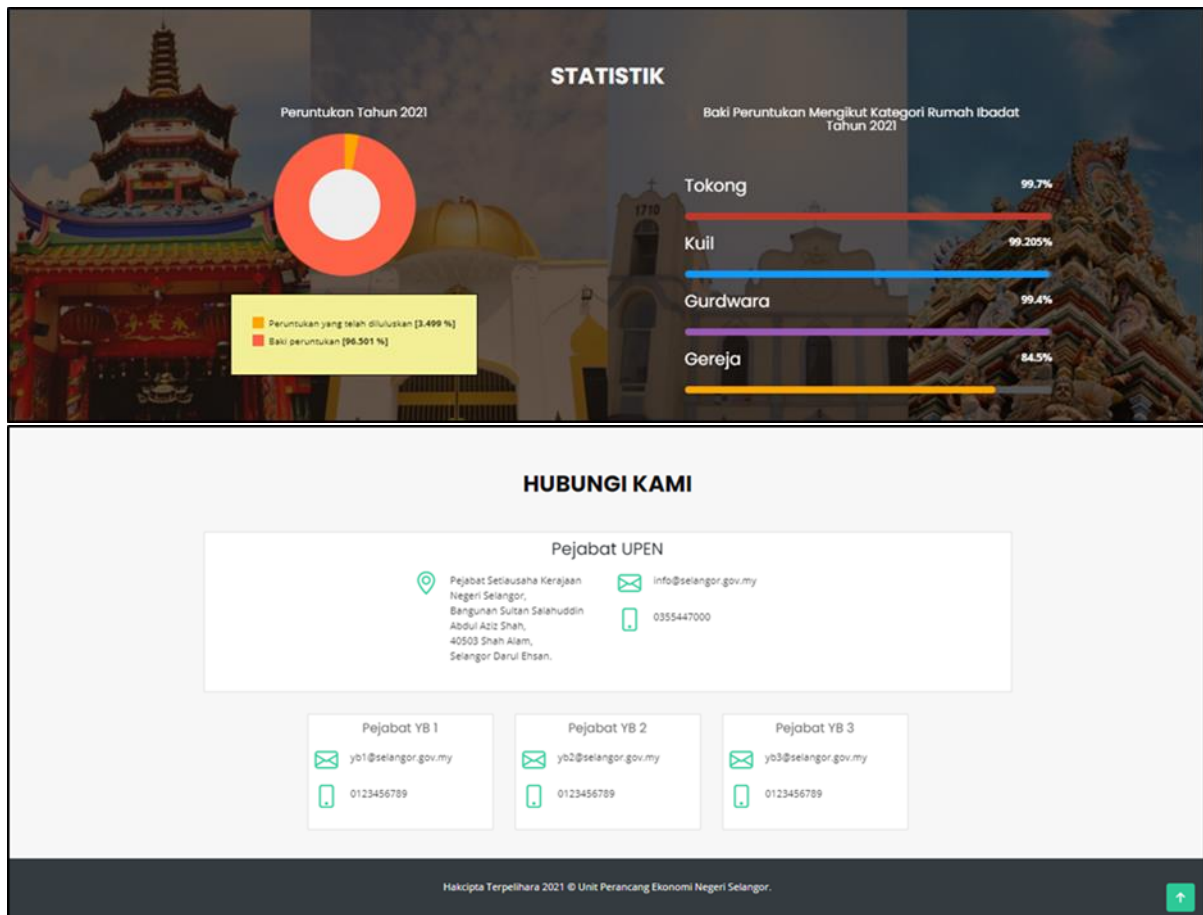 STATISTIK
Peruntukan Tahun 2021
Peruntukan yang telah diluluskan [3.499 %]
Baki peruntukan [96.501 %]
Baki Peruntukan Mengikut Kategori Rumah Ibadat
Tahun 2021
Tokong 99.7%
Kuil 99.205%
Gurdwara 99.4%
Gereja 84.5%
1710
HUBUNGI KAMI
Pejabat UPEN
Pejabat Setiausaha Kerajaan
Negeri Selangor,
Bangunan Sultan Salahuddin
Abdul Aziz Shah,
40503 Shah Alam,
Selangor Darul Ehsan.
info@selangor.gov.my
0355447000
Pejabat YB 1
yb1@selangor.gov.my
0123456789
Pejabat YB 2
yb2@selangor.gov.my
0123456789
Pejabat YB 3
yb3@selangor.gov.my
0123456789
Hakcipta Terpelihara 2021 © Unit Perancang Ekonomi Negeri Selangor.